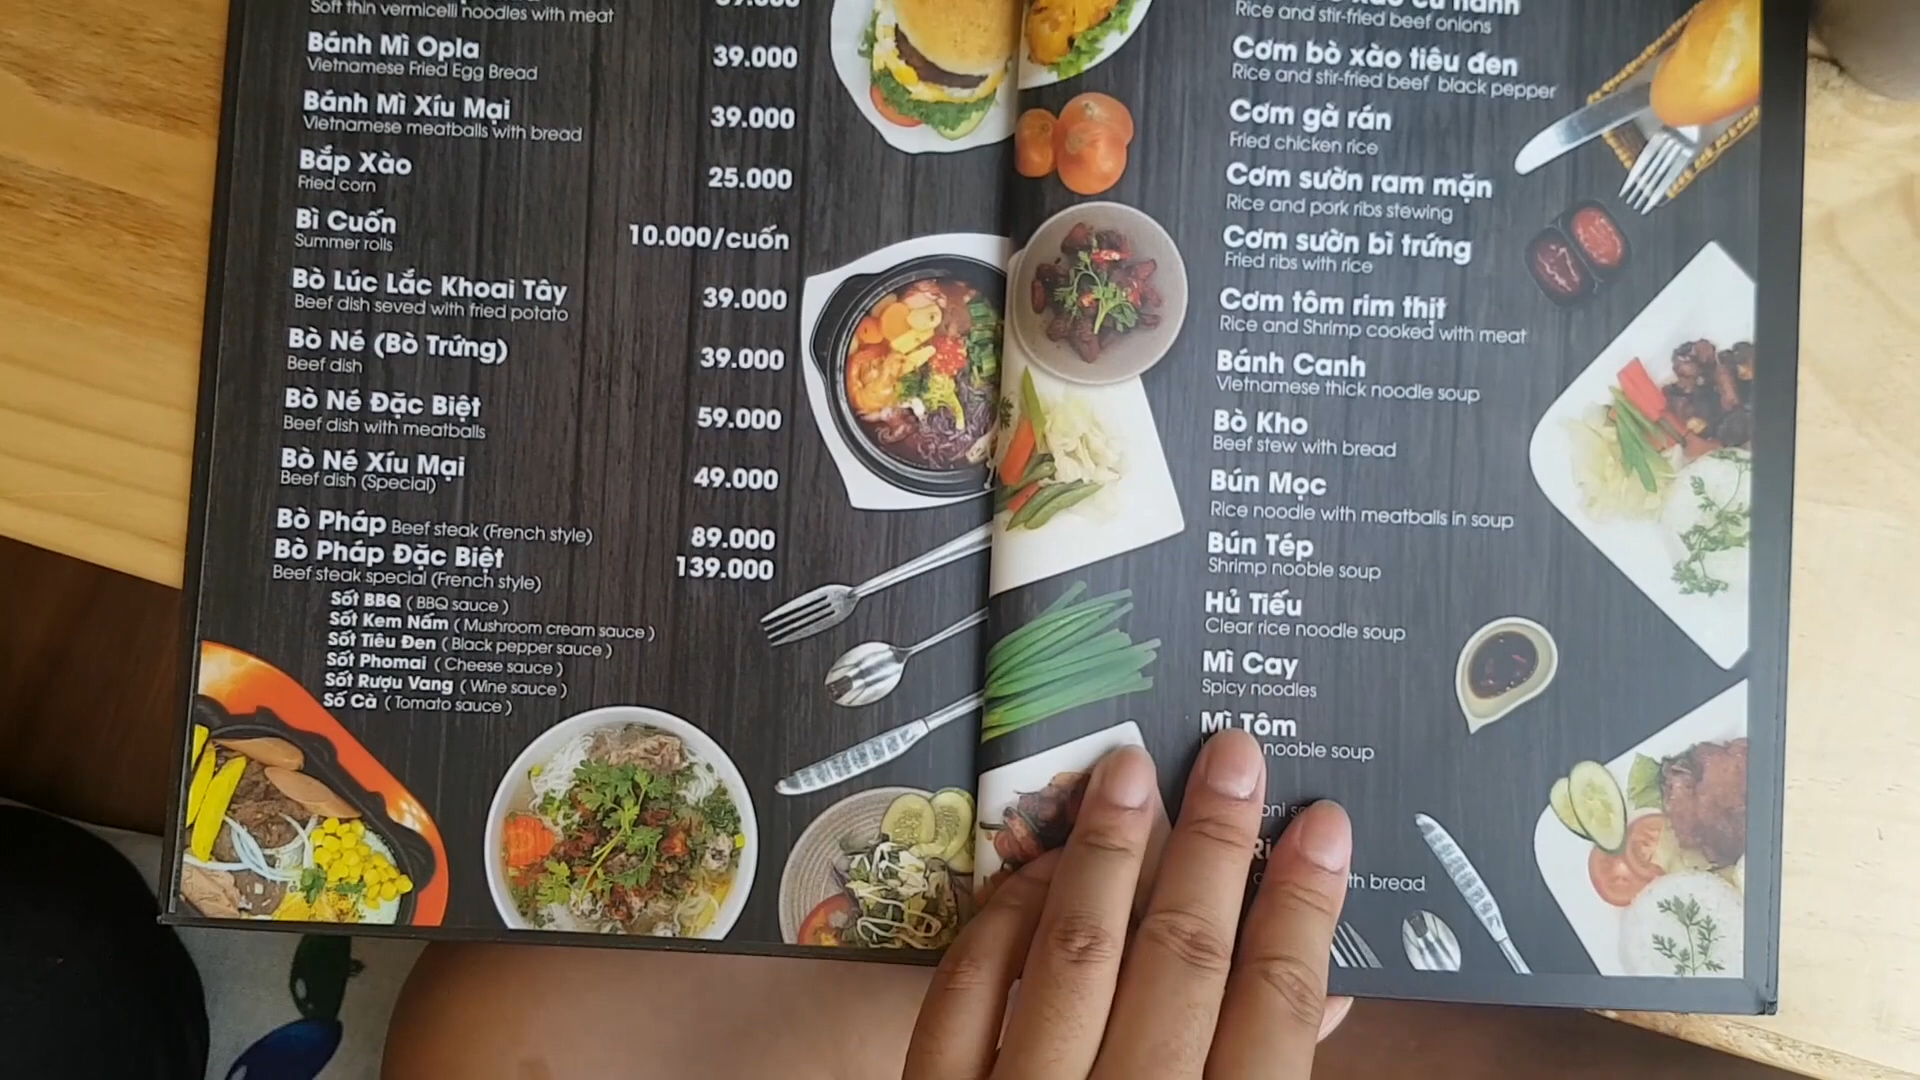 Soft thin vermicelli noodles with meat
Bánh Mì Opla 39.000
Vietnamese Fried Egg Bread
Bánh Mì Xíu Mại 39.000
Vietnamese meatballs with bread
Bắp Xào 25.000
Fried corn
Bì Cuốn 10.000/cuốn
Summer rolls
Bò Lúc Lắc Khoai Tây 39.000
Beef dish seved with fried potato
Bò Né (Bò Trứng) 39.000
Beef dish
Bò Né Đặc Biệt 59.000
Beef dish with meatballs
Bò Né Xíu Mại 49.000
Beef dish (Special)
Bò Pháp Beef steak (French style) 89.000
Bò Pháp Đặc Biệt 139.000
Beef steak special (French style)
Sốt BBQ ( BBQ sauce )
Sốt Kem Nấm ( Mushroom cream sauce )
Sốt Tiêu Đen ( Black pepper sauce )
Sốt Phomai ( Cheese sauce )
Sốt Rượu Vang ( Wine sauce )
Số Cà ( Tomato sauce )
Rice and stir-fried beef onions
Cơm bò xào tiêu đen
Rice and stir-fried beef black pepper
Cơm gà rán
Fried chicken rice
Cơm sườn ram mặn
Rice and pork ribs stewing
Cơm sườn bì trứng
Fried ribs with rice
Cơm tôm rim thịt
Rice and Shrimp cooked with meat
Bánh Canh
Vietnamese thick noodle soup
Bò Kho
Beef stew with bread
Bún Mọc
Rice noodle with meatballs in soup
Bún Tép
Shrimp nooble soup
Hủ Tiếu
Clear rice noodle soup
Mì Cay
Spicy noodles
Mì Tôm
nooble soup
bread